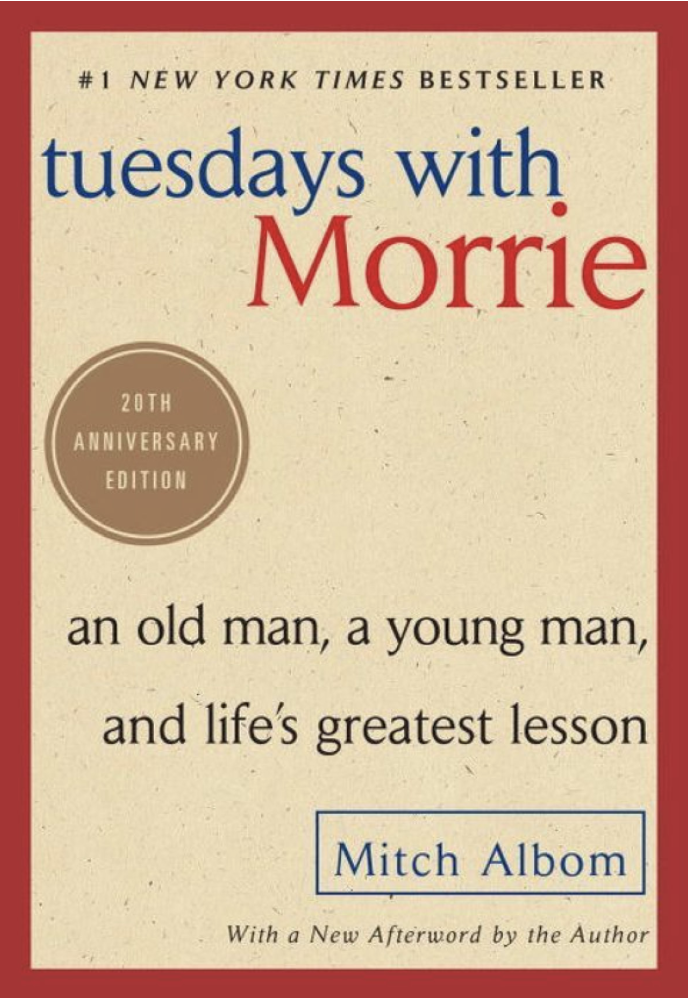 #1 NEW YORK TIMES BESTSELLER
tuesdays with
Morrie
20TH
ANNIVERSARY
EDITION
an old man, a young man,
and life's greatest lesson
Mitch Albom
With a New Afterword by the Author